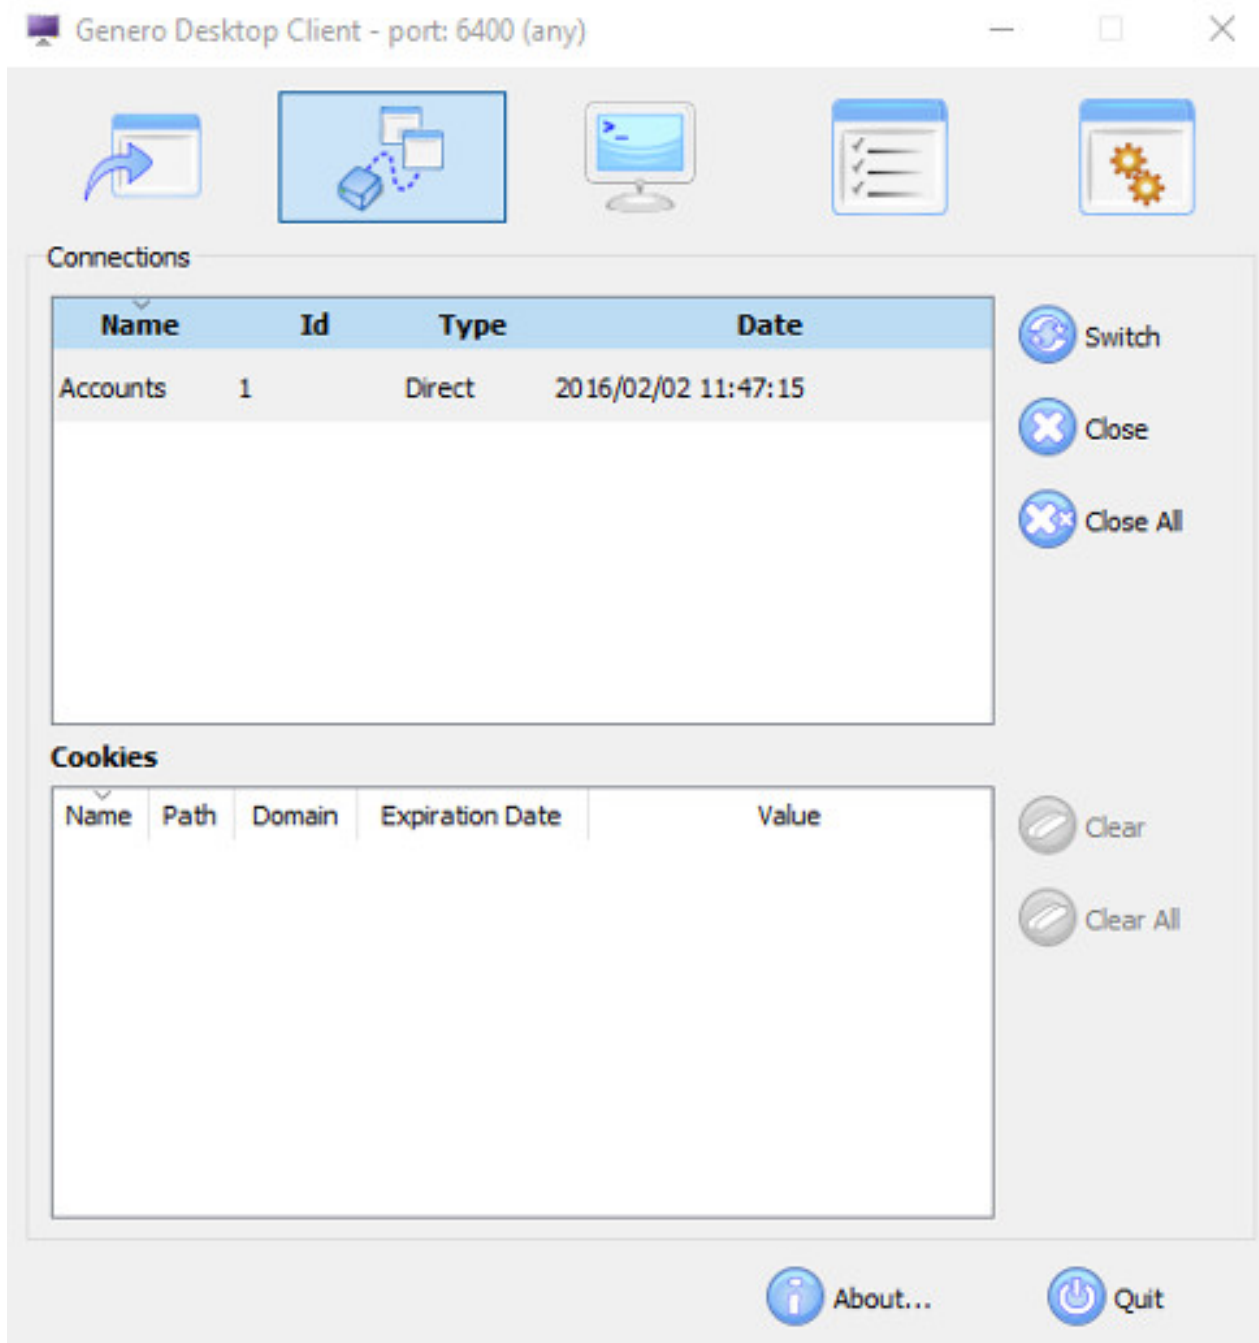 Genero Desktop Client - port: 6400 (any)
>_
Connections
Name Id Type Date
Accounts 1 Direct 2016/02/02 11:47:15
Switch
Close
Close All
Cookies
Name Path Domain Expiration Date Value
Clear
Clear All
About... Quit